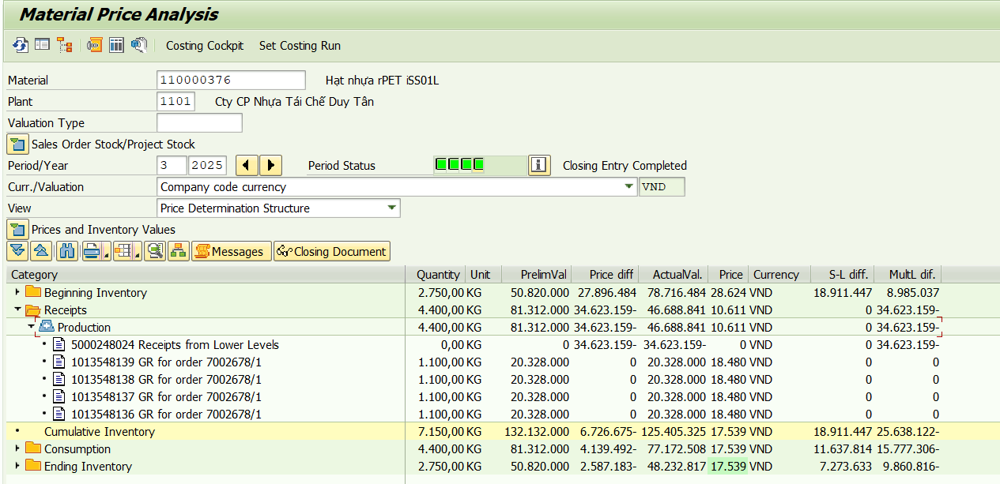 Material Price Analysis
Costing Cockpit Set Costing Run
Material 110000376 Hạt nhựa rPET iSS01L
Plant 1101 Cty CP Nhựa Tái Chế Duy Tân
Valuation Type
Sales Order Stock/Project Stock
Period/Year 3 2025 Period Status Closing Entry Completed
Curr./Valuation Company code currency VND
View Price Determination Structure
Prices and Inventory Values
Messages Closing Document
Category Quantity Unit PrelimVal Price diff ActualVal. Price Currency S-L diff. MultL dif.
Beginning Inventory 2.750,00 KG 50.820.000 27.896.484 78.716.484 28.624 VND 18.911.447 8.985.037
Receipts 4.400,00 KG 81.312.000 34.623.159- 46.688.841 10.611 VND 0 34.623.159-
Production 4.400,00 KG 81.312.000 34.623.159- 46.688.841 10.611 VND 0 34.623.159-
5000248024 Receipts from Lower Levels 0,00 KG 0 34.623.159- 34.623.159- 0 VND 0 34.623.159-
1013548139 GR for order 7002678/1 1.100,00 KG 20.328.000 0 20.328.000 18.480 VND 0 0
1013548138 GR for order 7002678/1 1.100,00 KG 20.328.000 0 20.328.000 18.480 VND 0 0
1013548137 GR for order 7002678/1 1.100,00 KG 20.328.000 0 20.328.000 18.480 VND 0 0
1013548136 GR for order 7002678/1 1.100,00 KG 20.328.000 0 20.328.000 18.480 VND 0 0
Cumulative Inventory 7.150,00 KG 132.132.000 6.726.675- 125.405.325 17.539 VND 18.911.447 25.638.122-
Consumption 4.400,00 KG 81.312.000 4.139.492- 77.172.508 17.539 VND 11.637.814 15.777.306-
Ending Inventory 2.750,00 KG 50.820.000 2.587.183- 48.232.817 17.539 VND 7.273.633 9.860.816-